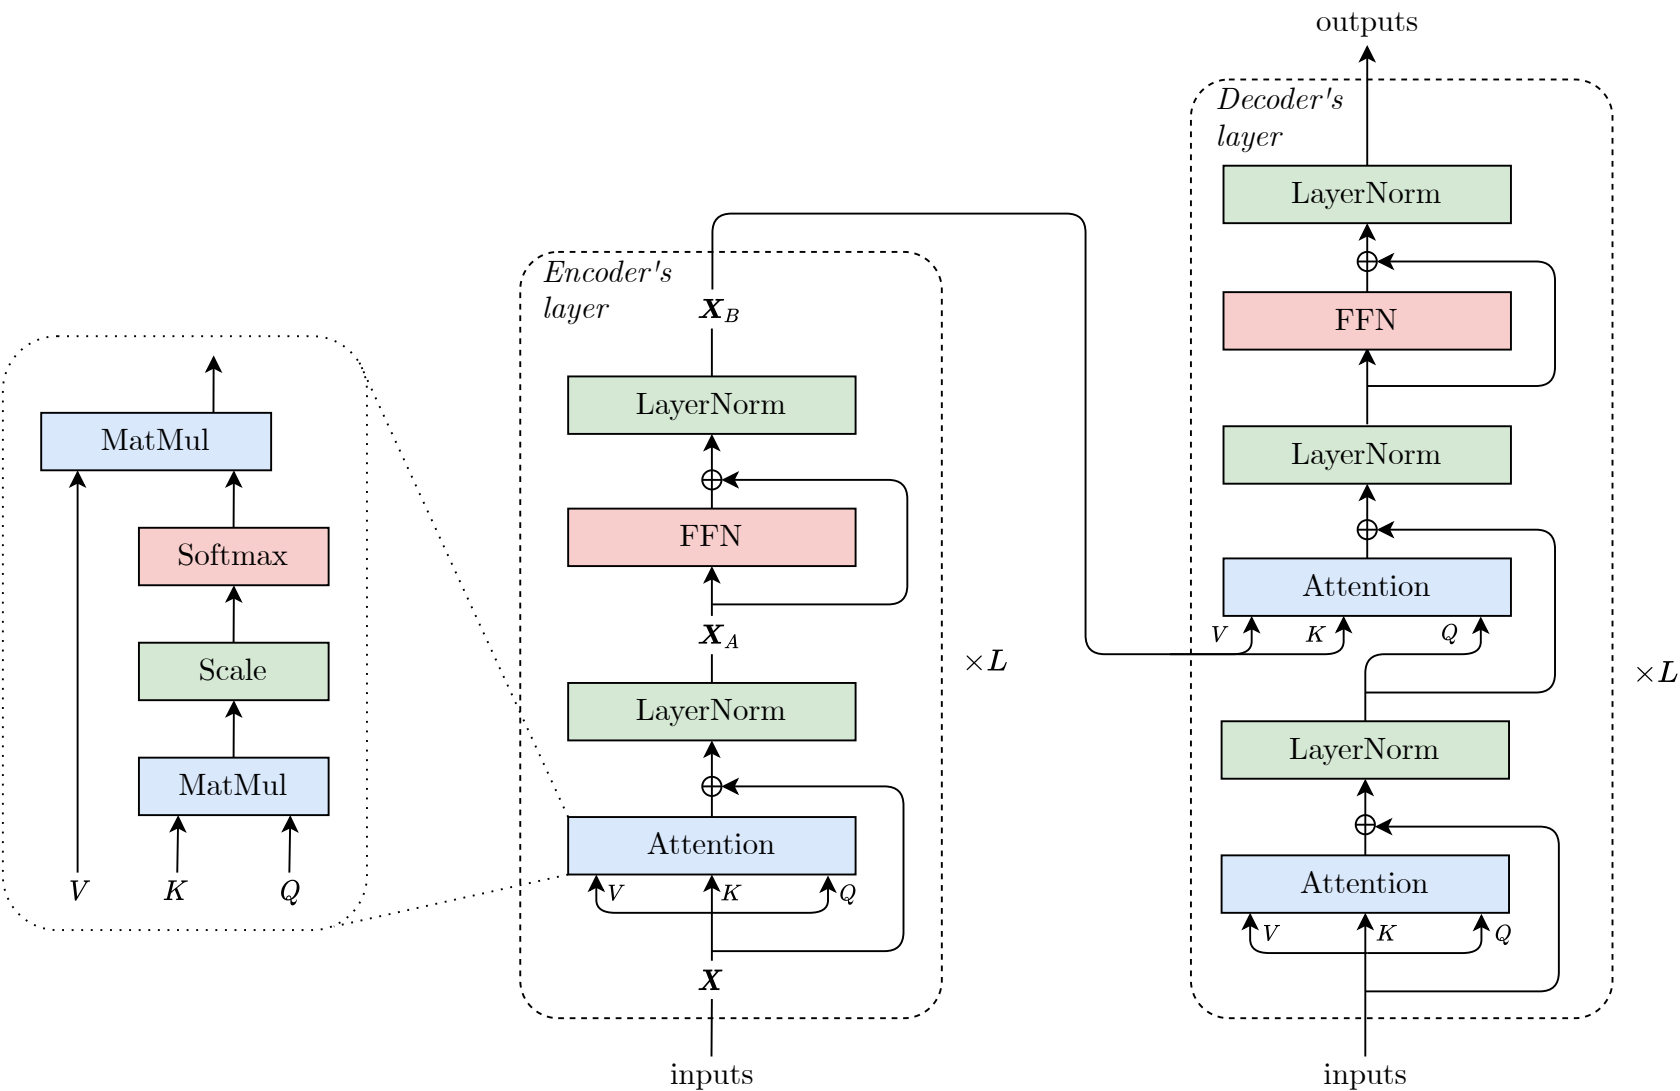 MatMul
Softmax
Scale
MatMul
V K Q
Encoder's
layer
X_B
LayerNorm
FFN
X_A
LayerNorm
Attention
V K Q
X
inputs
×L
outputs
Decoder's
layer
LayerNorm
FFN
LayerNorm
Attention
V K Q
LayerNorm
Attention
V K Q
inputs
×L